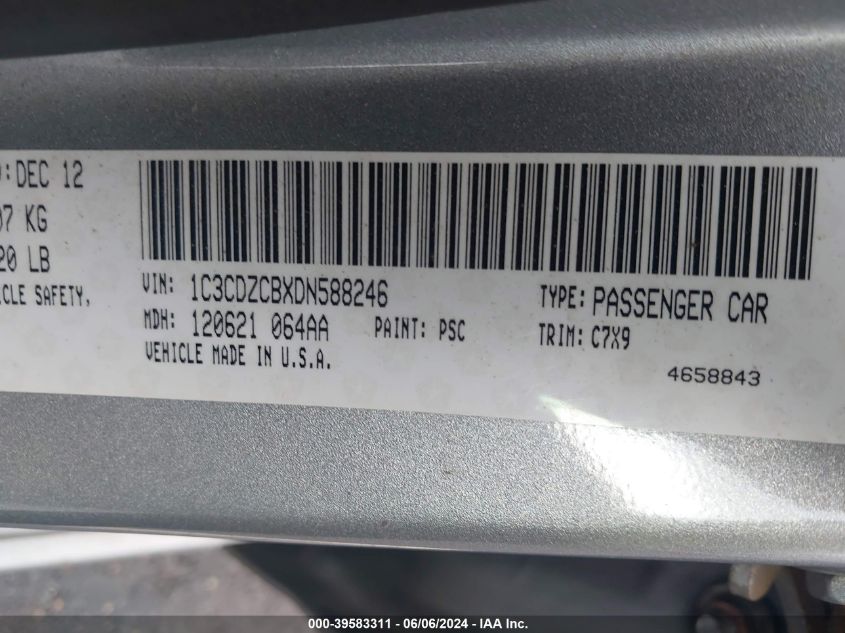 :DEC 12
07 KG
20 LB
SAFETY,
VIN: 1C3CDZCBXDN588246
TYPE: PASSENGER CAR
MDH: 120621 064AA
PAINT: PSC
TRIM: C7X9
VEHICLE MADE IN U.S.A.
4658843
000-39583311 - 06/06/2024 - IAA Inc.